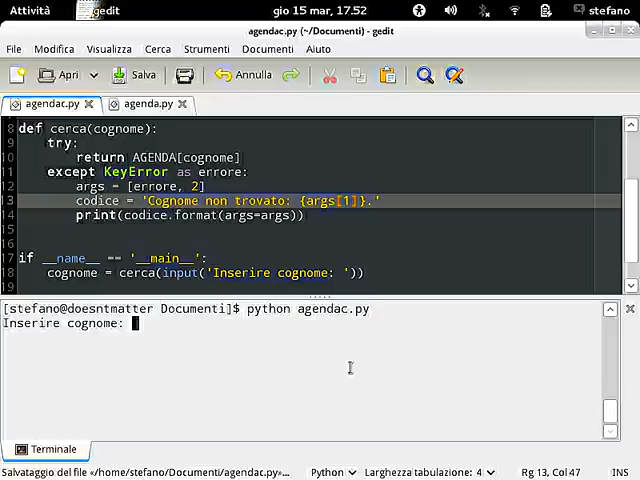 Attività gedit gio 15 mar, 17.52 stefano
agendac.py (~/Documenti) - gedit
File Modifica Visualizza Cerca Strumenti Documenti Aiuto
Apri Salva Annulla
agendac.py agenda.py
8 def cerca(cognome):
9 try:
10 return AGENDA[cognome]
11 except KeyError as errore:
12 args = [errore, 2]
13 codice = 'Cognome non trovato: {args[1]}.'
14 print(codice.format(args=args))
15
16
17 if __name__ == '__main__':
18 cognome = cerca(input('Inserire cognome: '))
19
[stefano@doesntmatter Documenti]$ python agendac.py
Inserire cognome:
Terminale
Salvataggio del file «/home/stefano/Documenti/agendac.py»... Python Larghezza tabulazione: 4 Rg 13, Col 47 INS